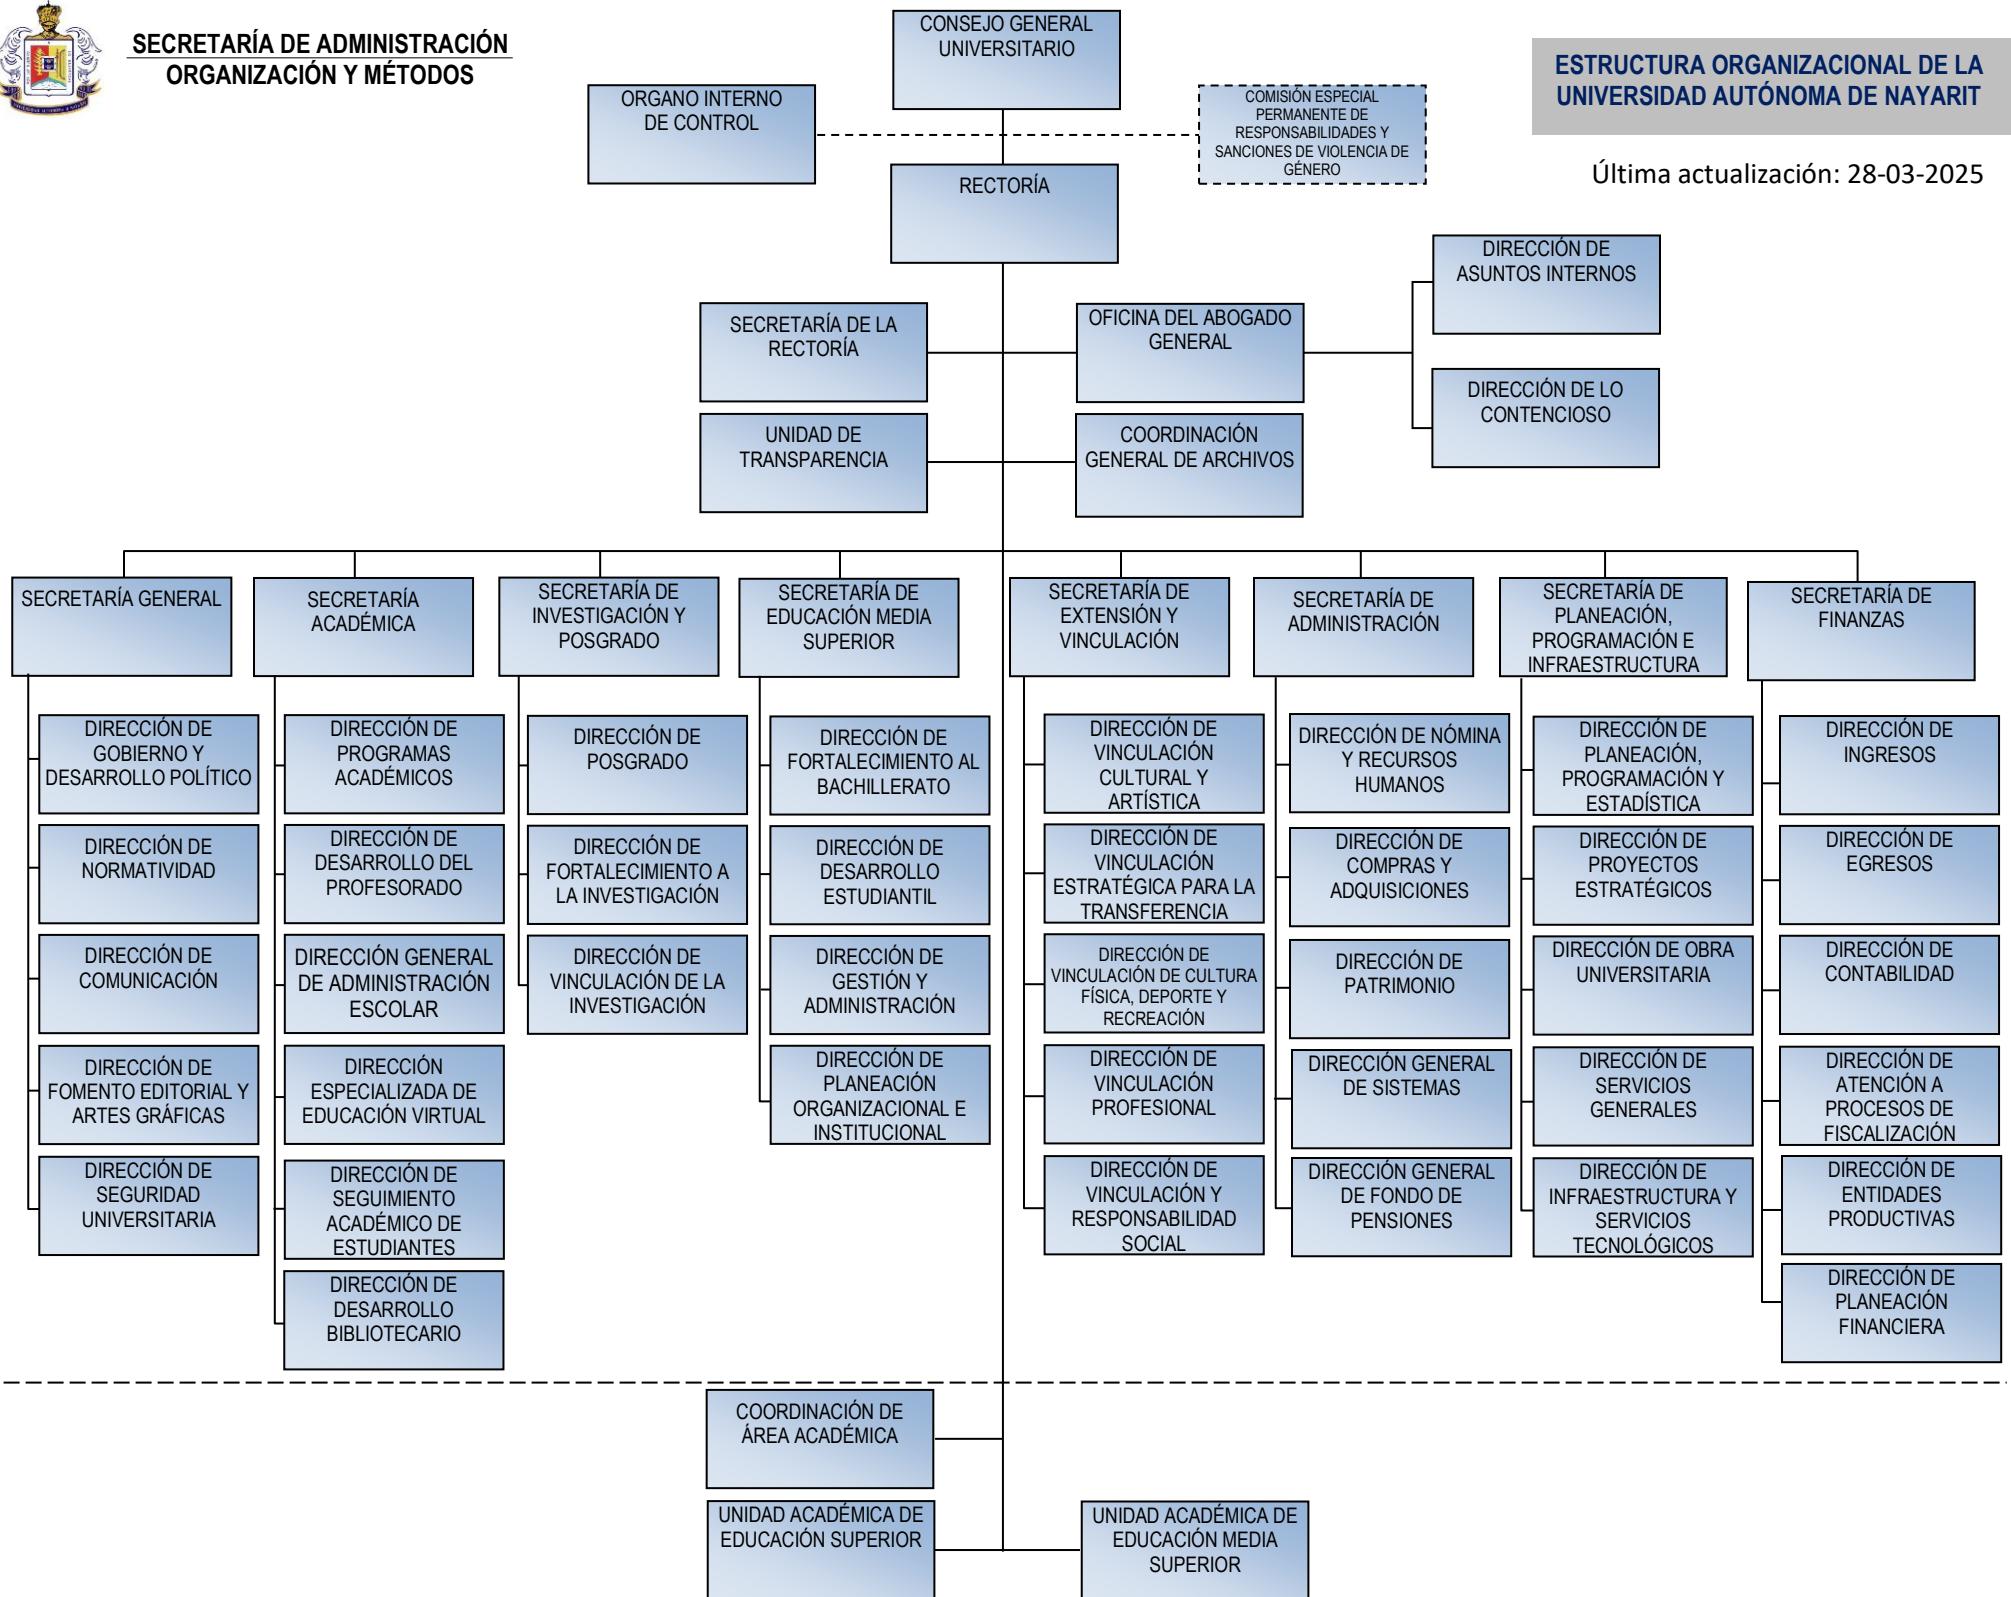 SECRETARÍA DE ADMINISTRACIÓN
ORGANIZACIÓN Y MÉTODOS
CONSEJO GENERAL
UNIVERSITARIO
ESTRUCTURA ORGANIZACIONAL DE LA
UNIVERSIDAD AUTÓNOMA DE NAYARIT
Última actualización: 28-03-2025
ORGANO INTERNO
DE CONTROL
COMISIÓN ESPECIAL
PERMANENTE DE
RESPONSABILIDADES Y
SANCIONES DE VIOLENCIA DE
GÉNERO
RECTORÍA
SECRETARÍA DE LA
RECTORÍA
OFICINA DEL ABOGADO
GENERAL
DIRECCIÓN DE
ASUNTOS INTERNOS
DIRECCIÓN DE LO
CONTENCIOSO
UNIDAD DE
TRANSPARENCIA
COORDINACIÓN
GENERAL DE ARCHIVOS
SECRETARÍA GENERAL
DIRECCIÓN DE
GOBIERNO Y
DESARROLLO POLÍTICO
DIRECCIÓN DE
NORMATIVIDAD
DIRECCIÓN DE
COMUNICACIÓN
DIRECCIÓN DE
FOMENTO EDITORIAL Y
ARTES GRÁFICAS
DIRECCIÓN DE
SEGURIDAD
UNIVERSITARIA
SECRETARÍA
ACADÉMICA
DIRECCIÓN DE
PROGRAMAS
ACADÉMICOS
DIRECCIÓN DE
DESARROLLO DEL
PROFESORADO
DIRECCIÓN GENERAL
DE ADMINISTRACIÓN
ESCOLAR
DIRECCIÓN
ESPECIALIZADA DE
EDUCACIÓN VIRTUAL
DIRECCIÓN DE
SEGUIMIENTO
ACADÉMICO DE
ESTUDIANTES
DIRECCIÓN DE
DESARROLLO
BIBLIOTECARIO
SECRETARÍA DE
INVESTIGACIÓN Y
POSGRADO
DIRECCIÓN DE
POSGRADO
DIRECCIÓN DE
FORTALECIMIENTO A
LA INVESTIGACIÓN
DIRECCIÓN DE
VINCULACIÓN DE LA
INVESTIGACIÓN
SECRETARÍA DE
EDUCACIÓN MEDIA
SUPERIOR
DIRECCIÓN DE
FORTALECIMIENTO AL
BACHILLERATO
DIRECCIÓN DE
DESARROLLO
ESTUDIANTIL
DIRECCIÓN DE
GESTIÓN Y
ADMINISTRACIÓN
DIRECCIÓN DE
PLANEACIÓN
ORGANIZACIONAL E
INSTITUCIONAL
SECRETARÍA DE
EXTENSIÓN Y
VINCULACIÓN
DIRECCIÓN DE
VINCULACIÓN
CULTURAL Y
ARTÍSTICA
DIRECCIÓN DE
VINCULACIÓN
ESTRATÉGICA PARA LA
TRANSFERENCIA
DIRECCIÓN DE
VINCULACIÓN DE CULTURA
FÍSICA, DEPORTE Y
RECREACIÓN
DIRECCIÓN DE
VINCULACIÓN
PROFESIONAL
DIRECCIÓN DE
VINCULACIÓN Y
RESPONSABILIDAD
SOCIAL
SECRETARÍA DE
ADMINISTRACIÓN
DIRECCIÓN DE NÓMINA
Y RECURSOS
HUMANOS
DIRECCIÓN DE
COMPRAS Y
ADQUISICIONES
DIRECCIÓN DE
PATRIMONIO
DIRECCIÓN GENERAL
DE SISTEMAS
DIRECCIÓN GENERAL
DE FONDO DE
PENSIONES
SECRETARÍA DE
PLANEACIÓN,
PROGRAMACIÓN E
INFRAESTRUCTURA
DIRECCIÓN DE
PLANEACIÓN,
PROGRAMACIÓN Y
ESTADÍSTICA
DIRECCIÓN DE
PROYECTOS
ESTRATÉGICOS
DIRECCIÓN DE OBRA
UNIVERSITARIA
DIRECCIÓN DE
SERVICIOS
GENERALES
DIRECCIÓN DE
INFRAESTRUCTURA Y
SERVICIOS
TECNOLÓGICOS
SECRETARÍA DE
FINANZAS
DIRECCIÓN DE
INGRESOS
DIRECCIÓN DE
EGRESOS
DIRECCIÓN DE
CONTABILIDAD
DIRECCIÓN DE
ATENCIÓN A
PROCESOS DE
FISCALIZACIÓN
DIRECCIÓN DE
ENTIDADES
PRODUCTIVAS
DIRECCIÓN DE
PLANEACIÓN
FINANCIERA
COORDINACIÓN DE
ÁREA ACADÉMICA
UNIDAD ACADÉMICA DE
EDUCACIÓN SUPERIOR
UNIDAD ACADÉMICA DE
EDUCACIÓN MEDIA
SUPERIOR